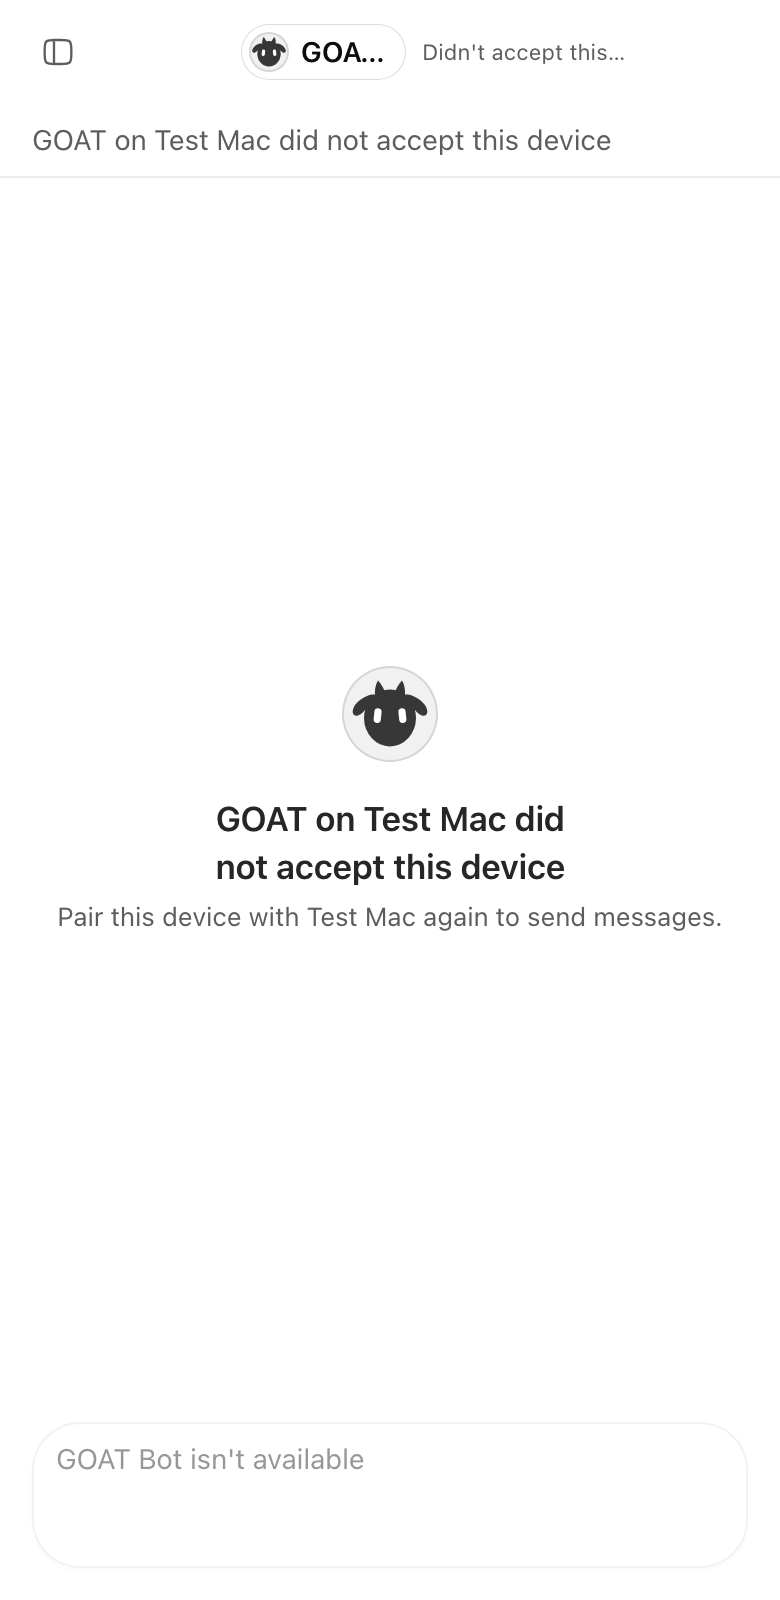 GOA... Didn't accept this...
GOAT on Test Mac did not accept this device
GOAT on Test Mac did
not accept this device
Pair this device with Test Mac again to send messages.
GOAT Bot isn't available